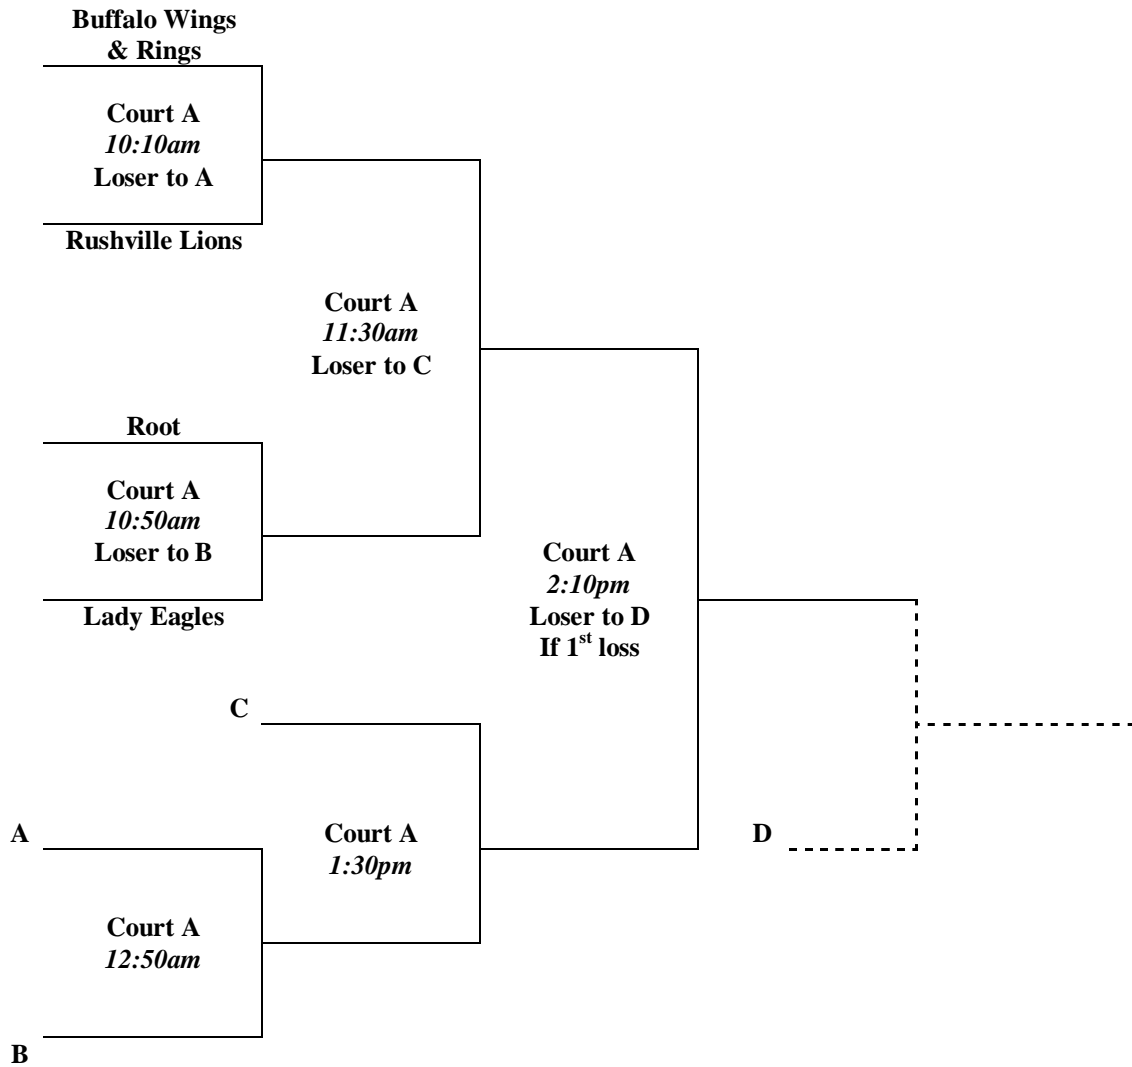 Buffalo Wings
& Rings
Court A
10:10am
Loser to A
Rushville Lions
Court A
11:30am
Loser to C
Root
Court A
10:50am
Loser to B
Lady Eagles
Court A
2:10pm
Loser to D
If 1st loss
C
A
Court A
1:30pm
D
Court A
12:50am
B